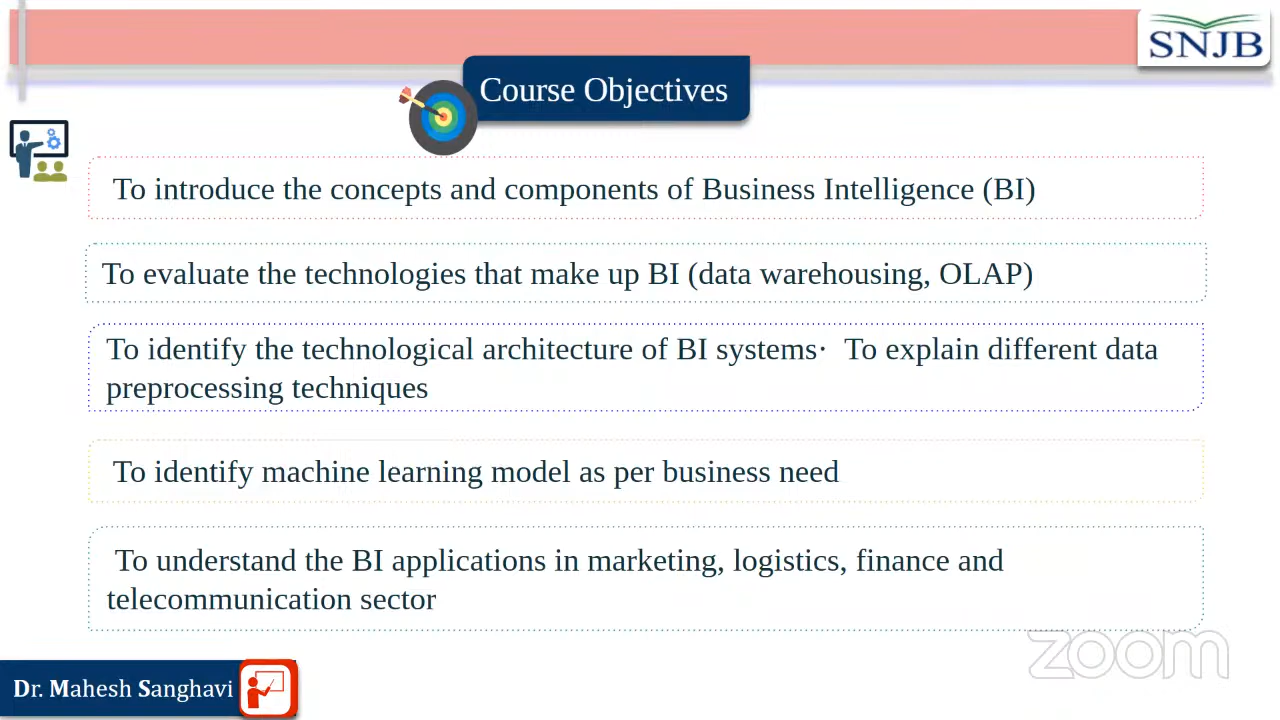 SNJB
Course Objectives
To introduce the concepts and components of Business Intelligence (BI)
To evaluate the technologies that make up BI (data warehousing, OLAP)
To identify the technological architecture of BI systems· To explain different data
preprocessing techniques
To identify machine learning model as per business need
To understand the BI applications in marketing, logistics, finance and
telecommunication sector
zoom
Dr. Mahesh Sanghavi